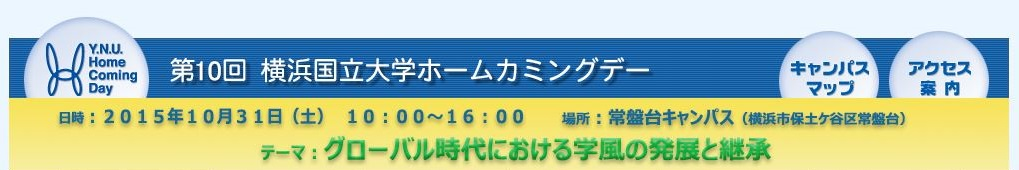 Y.N.U.
Home
Coming
Day
第10回 横浜国立大学ホームカミングデー
キャンパス
マップ
アクセス
案内
日時：２０１５年１０月３１日（土） １０：００～１６：００ 場所：常盤台キャンパス（横浜市保土ケ谷区常盤台）
テーマ：グローバル時代における学風の発展と継承